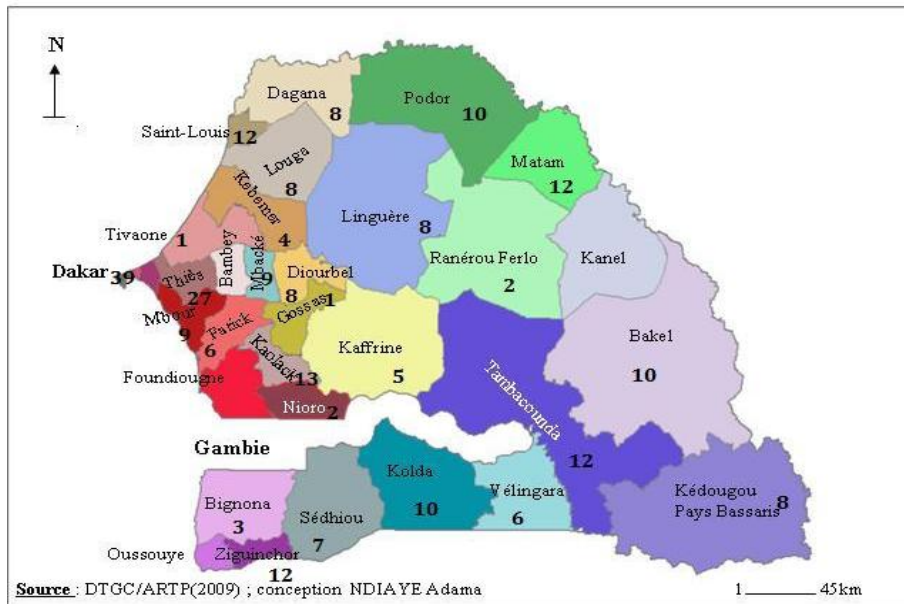 N
Dagana
8
Podor
10
Saint-Louis
12
Louga
8
Matam
12
Kebemer
4
Linguère
8
Tivaone
1
Bambey
Mbacké
9
Ranérou Ferlo
2
Kanel
Dakar 39
Thiès
27
Diourbel
8
Gossas
1
Mbour
9
Fatick
6
Kaolack
13
Kaffrine
5
Bakel
10
Foundiougne
Nioro 2
Tambacounda
12
Gambie
Bignona
3
Sédhiou
7
Kolda
10
Vélingara
6
Kédougou
Pays Bassaris
8
Oussouye
Ziguinchor
12
Source : DTGC/ARTP(2009) ; conception NDIAYE Adama
1 45km